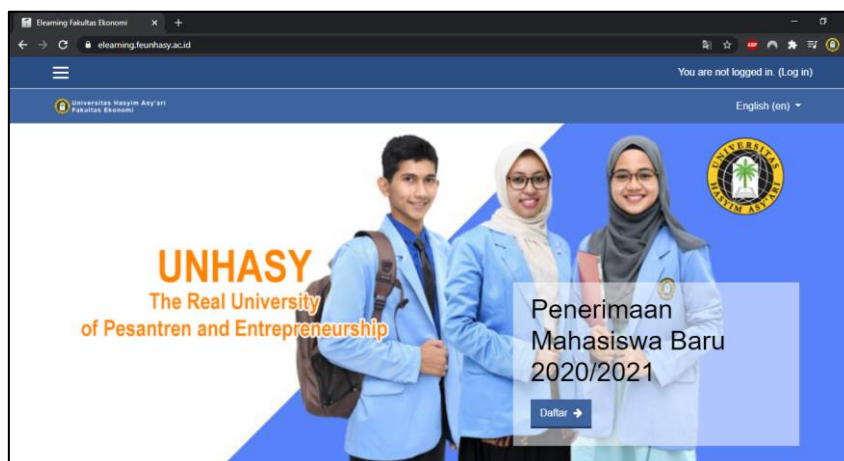 Elearning Fakultas Ekonomi
elearning.feunhasy.ac.id
ABP
You are not logged in. (Log in)
Universitas Hasyim Asy'ari
Fakultas Ekonomi
English (en)
UNIVERSITAS
HASYIM ASY'ARI
UNHASY
The Real University
of Pesantren and Entrepreneurship
Penerimaan
Mahasiswa Baru
2020/2021
Daftar